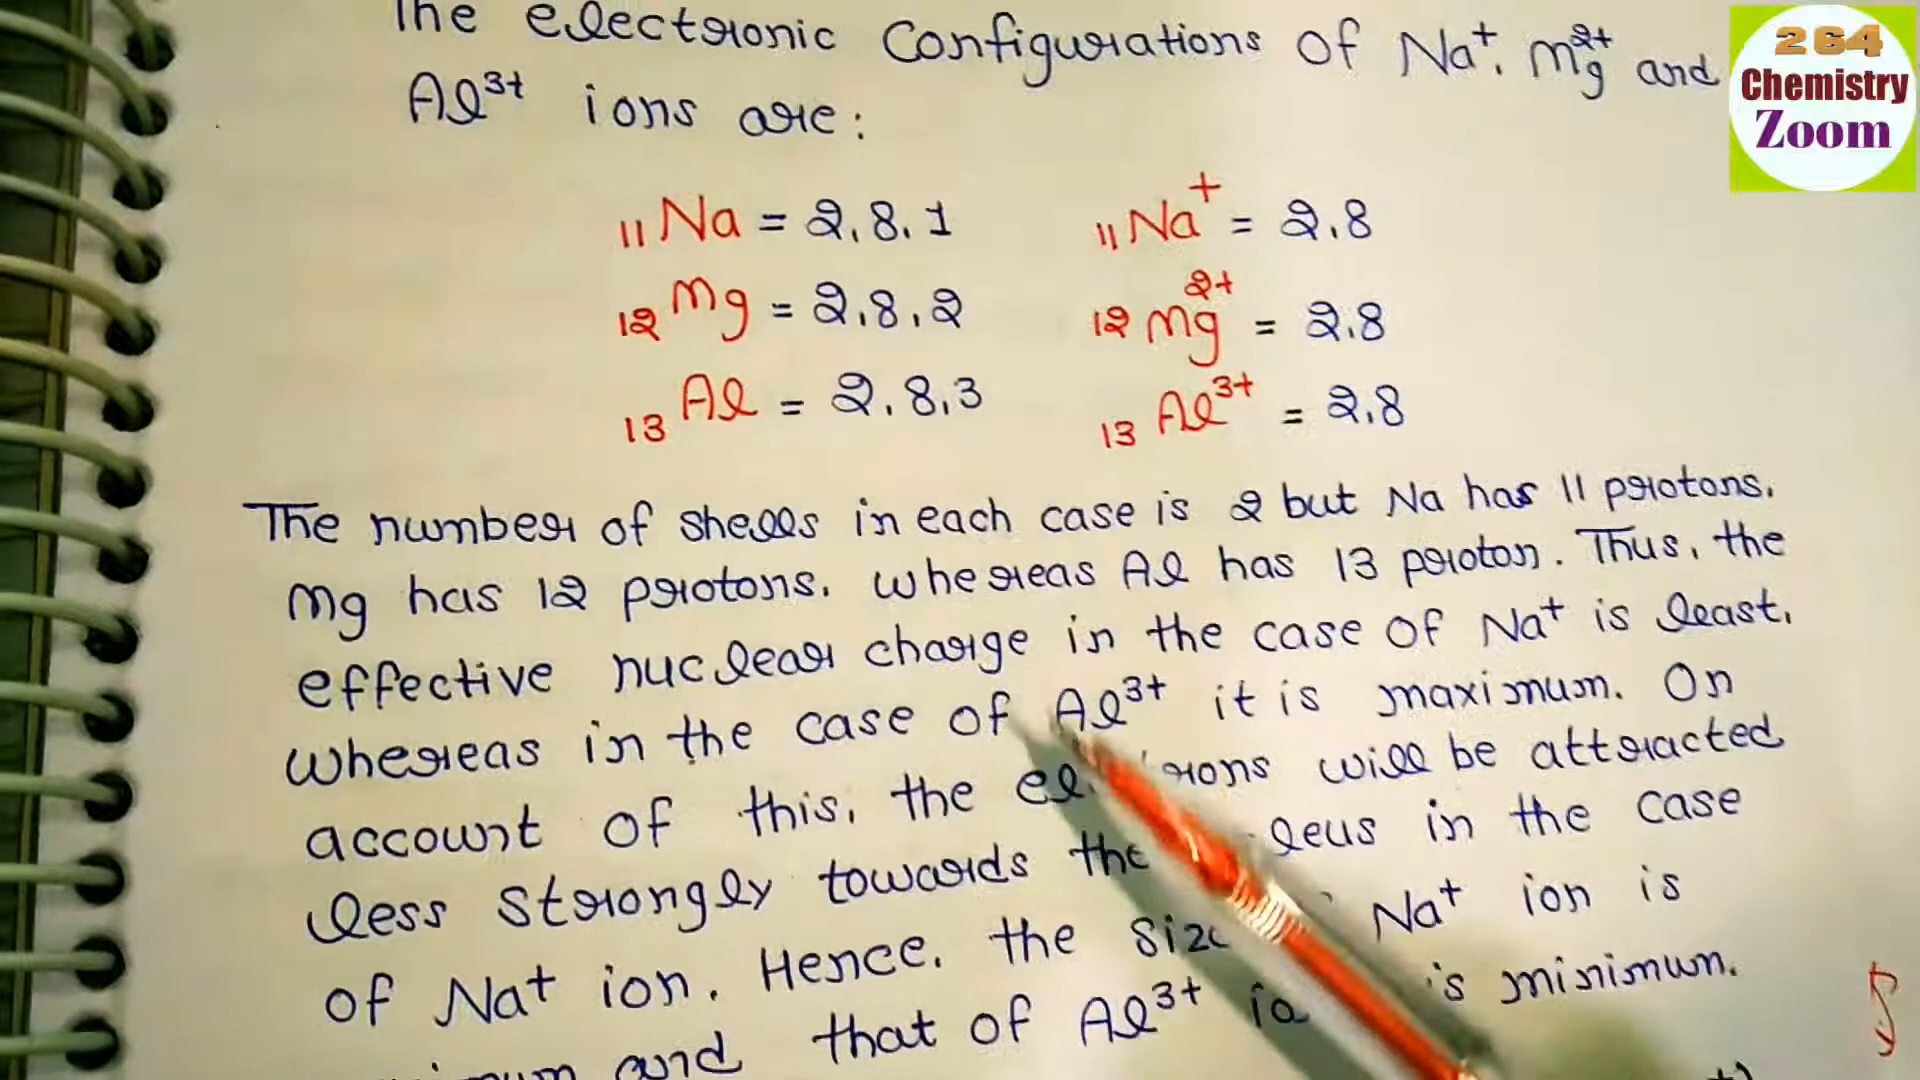 The electronic Configurations Of Na⁺. Mg²⁺ and
Al³⁺ ions are:
264
Chemistry
Zoom
₁₁Na = 2.8.1
₁₁Na⁺ = 2.8
₁₂Mg = 2.8.2
₁₂Mg²⁺ = 2.8
₁₃Al = 2.8.3
₁₃Al³⁺ = 2.8
The number of shells in each case is 2 but Na has 11 protons.
Mg has 12 protons. whereas Al has 13 proton. Thus, the
effective nuclear charge in the case of Na⁺ is least.
whereas in the case of Al³⁺ it is maximum. On
account of this, the will be attracted
less strongly towards the in the case
of Na⁺ ion. Hence, the Na⁺ ion is
and that of Al³⁺ is minimum.